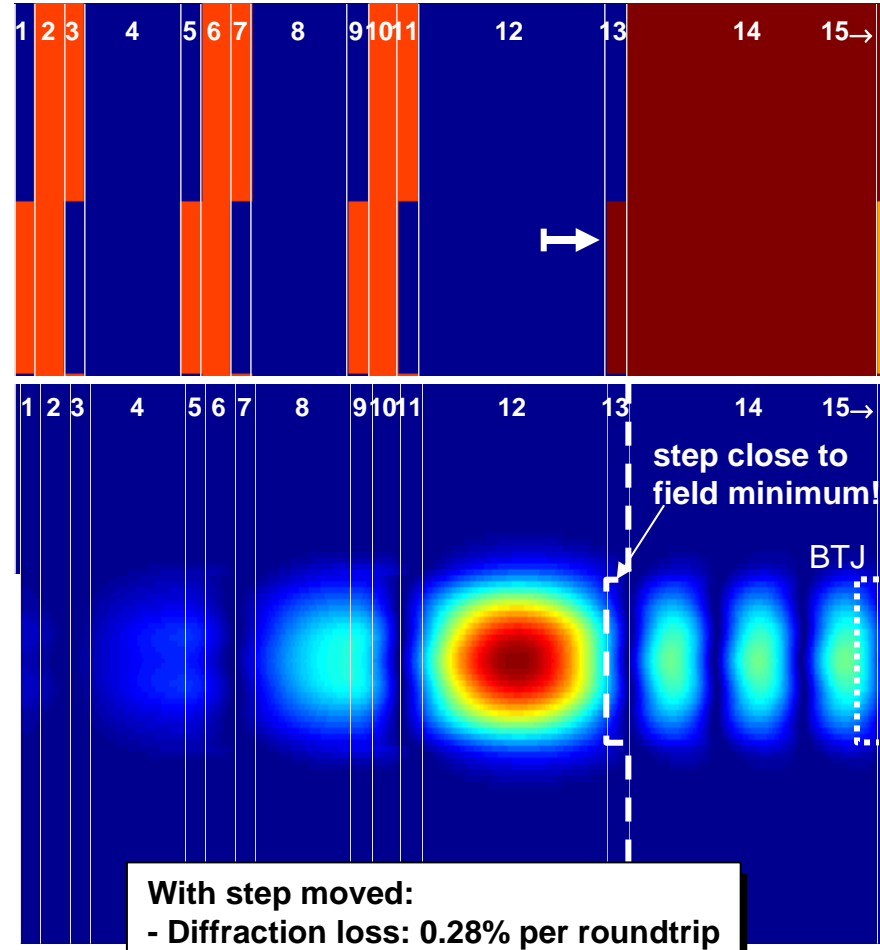 1 2 3 4 5 6 7 8 9 10 11 12 13 14 15→
1 2 3 4 5 6 7 8 9 10 11 12 13 14 15→
step close to
field minimum!
BTJ
With step moved:
- Diffraction loss: 0.28% per roundtrip